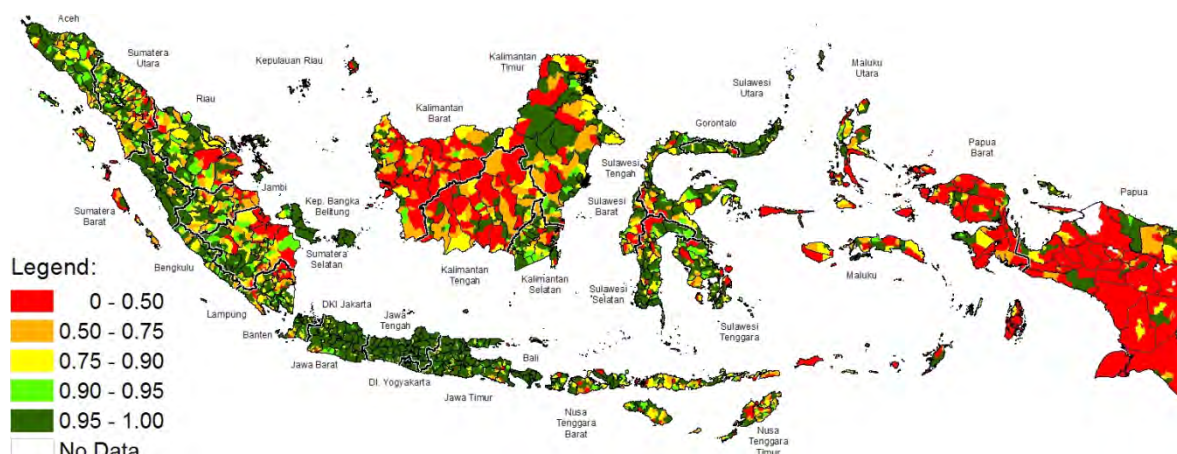 Aceh
Sumatera
Utara
Kepulauan Riau
Riau
Kalimantan
Timur
Kalimantan
Barat
Sulawesi
Utara
Maluku
Utara
Gorontalo
Papua
Barat
Papua
Sulawesi
Tengah
Jambi
Kep. Bangka
Belitung
Sulawesi
Barat
Sumatera
Barat
Sumatera
Selatan
Bengkulu
Kalimantan
Tengah
Kalimantan
Selatan
Sulawesi
Selatan
Maluku
Lampung
DKI Jakarta
Banten
Jawa
Tengah
Sulawesi
Tenggara
Jawa Barat
DI. Yogyakarta
Bali
Jawa Timur
Nusa
Tenggara
Barat
Nusa
Tenggara
Timur
Legend:
0 - 0.50
0.50 - 0.75
0.75 - 0.90
0.90 - 0.95
0.95 - 1.00
No Data